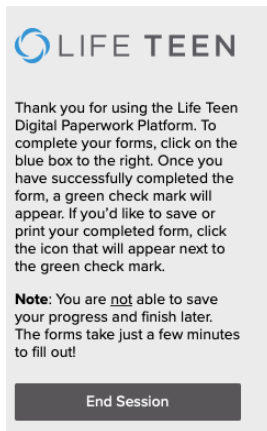 LIFE TEEN
Thank you for using the Life Teen
Digital Paperwork Platform. To
complete your forms, click on the
blue box to the right. Once you
have successfully completed the
form, a green check mark will
appear. If you’d like to save or
print your completed form, click
the icon that will appear next to
the green check mark.
Note: You are not able to save
your progress and finish later.
The forms take just a few minutes
to fill out!
End Session